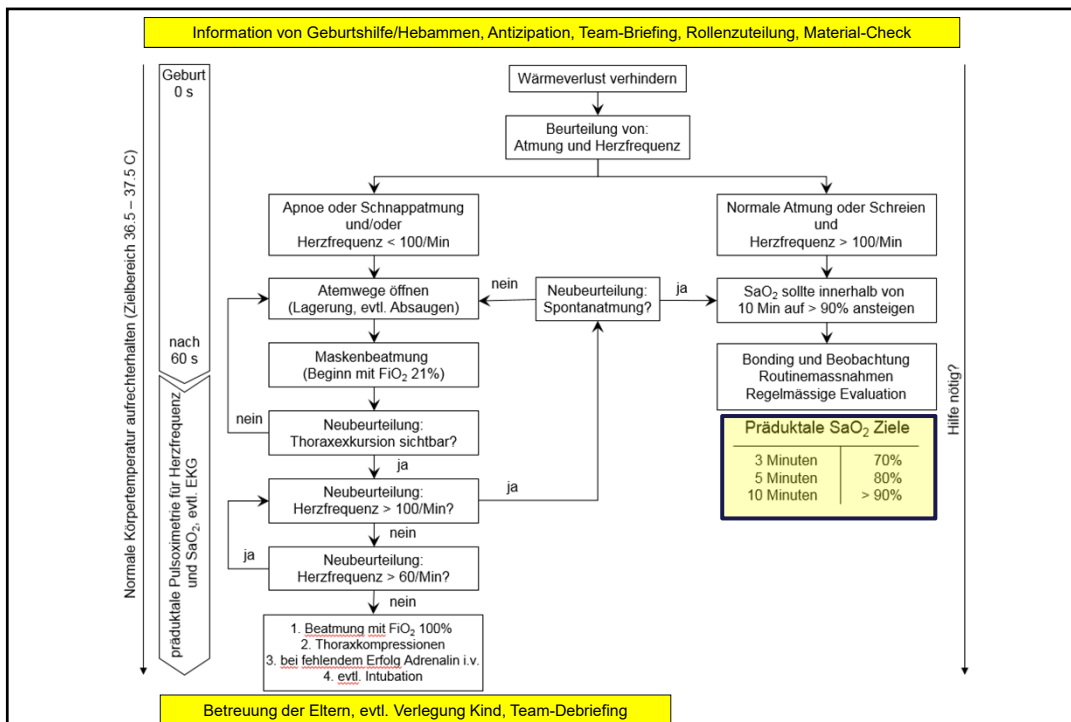 Information von Geburtshilfe/Hebammen, Antizipation, Team-Briefing, Rollenzuteilung, Material-Check
Normale Körpertemperatur aufrechterhalten (Zielbereich 36.5 – 37.5 C)
Geburt
0 s
nach
60 s
präduktale Pulsoximetrie für Herzfrequenz
und SaO₂, evtl. EKG
Wärmeverlust verhindern
Beurteilung von:
Atmung und Herzfrequenz
Apnoe oder Schnappatmung
und/oder
Herzfrequenz < 100/Min
Normale Atmung oder Schreien
und
Herzfrequenz > 100/Min
Atemwege öffnen
(Lagerung, evtl. Absaugen)
nein
Neubeurteilung:
Spontanatmung?
ja
SaO₂ sollte innerhalb von
10 Min auf > 90% ansteigen
Maskenbeatmung
(Beginn mit FiO₂ 21%)
Bonding und Beobachtung
Routinemassnahmen
Regelmässige Evaluation
nein
Neubeurteilung:
Thoraxexkursion sichtbar?
ja
Präduktale SaO₂ Ziele
3 Minuten 70%
5 Minuten 80%
10 Minuten > 90%
Neubeurteilung:
Herzfrequenz > 100/Min?
ja
nein
ja
Neubeurteilung:
Herzfrequenz > 60/Min?
nein
1. Beatmung mit FiO₂ 100%
2. Thoraxkompressionen
3. bei fehlendem Erfolg Adrenalin i.v.
4. evtl. Intubation
Hilfe nötig?
Betreuung der Eltern, evtl. Verlegung Kind, Team-Debriefing